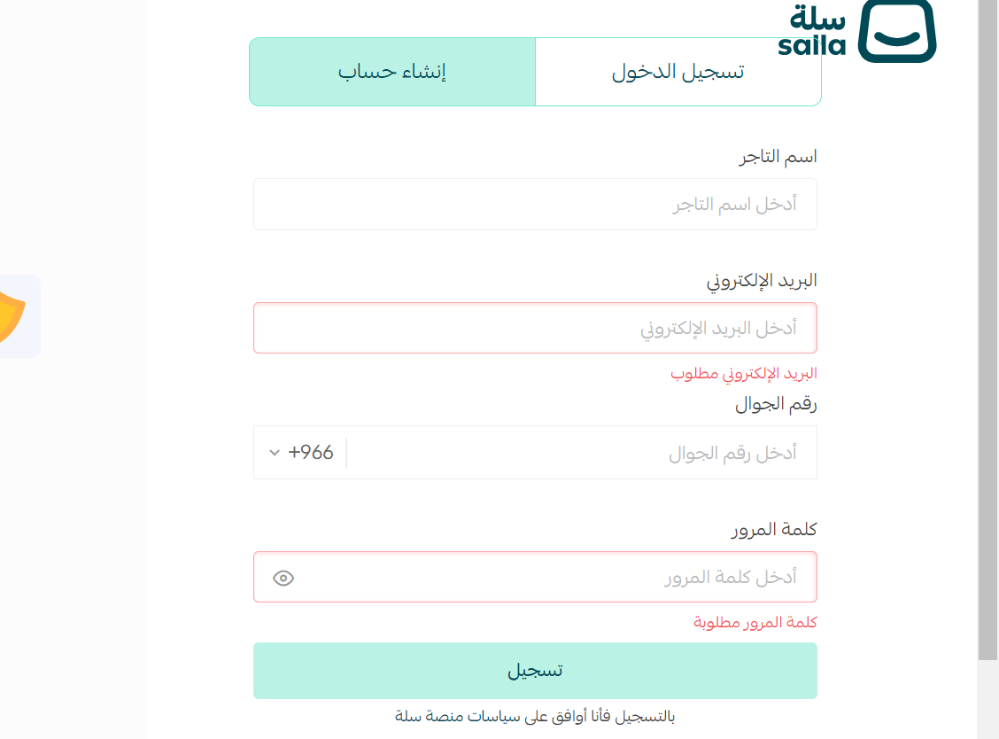 سلة
salla
تسجيل الدخول
إنشاء حساب
اسم التاجر
أدخل اسم التاجر
البريد الإلكتروني
أدخل البريد الإلكتروني
البريد الإلكتروني مطلوب
رقم الجوال
أدخل رقم الجوال
+966
كلمة المرور
أدخل كلمة المرور
كلمة المرور مطلوبة
تسجيل
بالتسجيل فأنا أوافق على سياسات منصة سلة